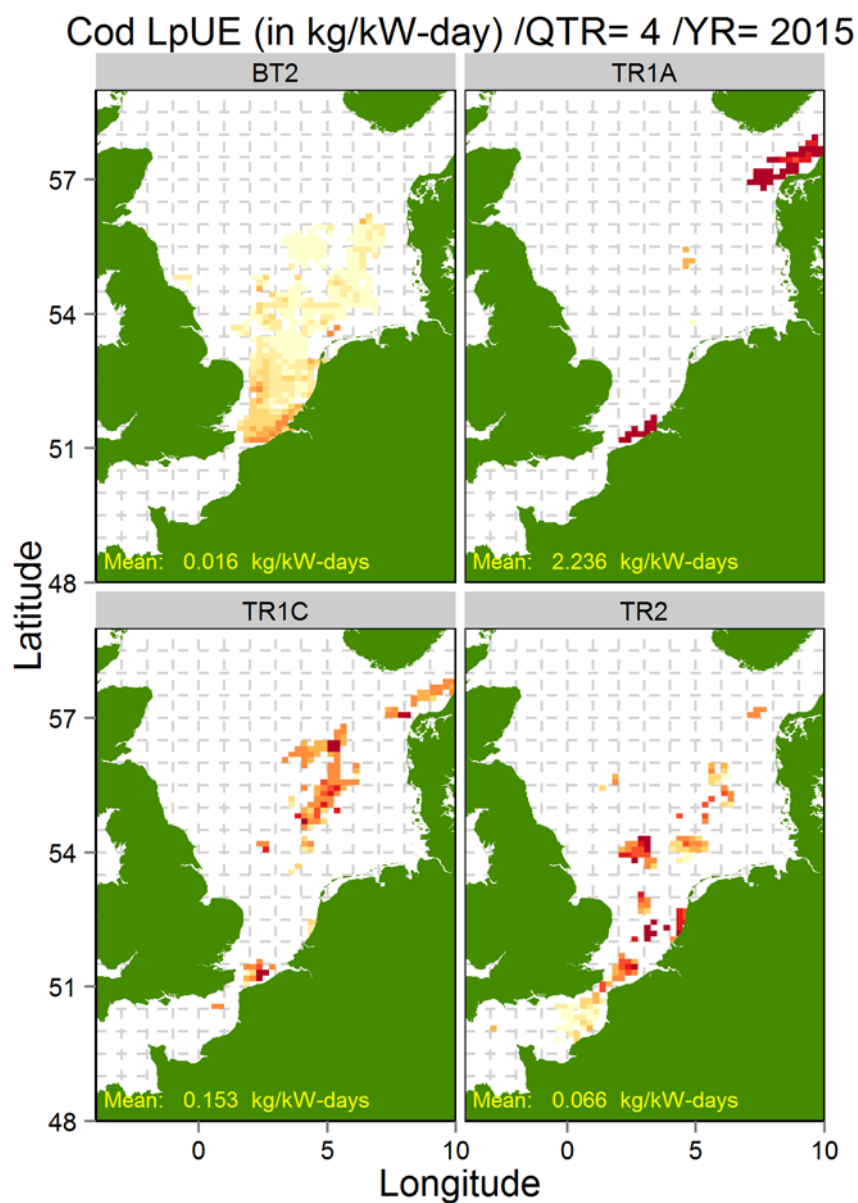 Cod LpUE (in kg/kW-day) /QTR= 4 /YR= 2015
BT2
TR1A
57
54
51
48
Mean: 0.016 kg/kW-days
Mean: 2.236 kg/kW-days
Latitude
TR1C
TR2
57
54
51
48
Mean: 0.153 kg/kW-days
Mean: 0.066 kg/kW-days
0 5 10
0 5 10
Longitude